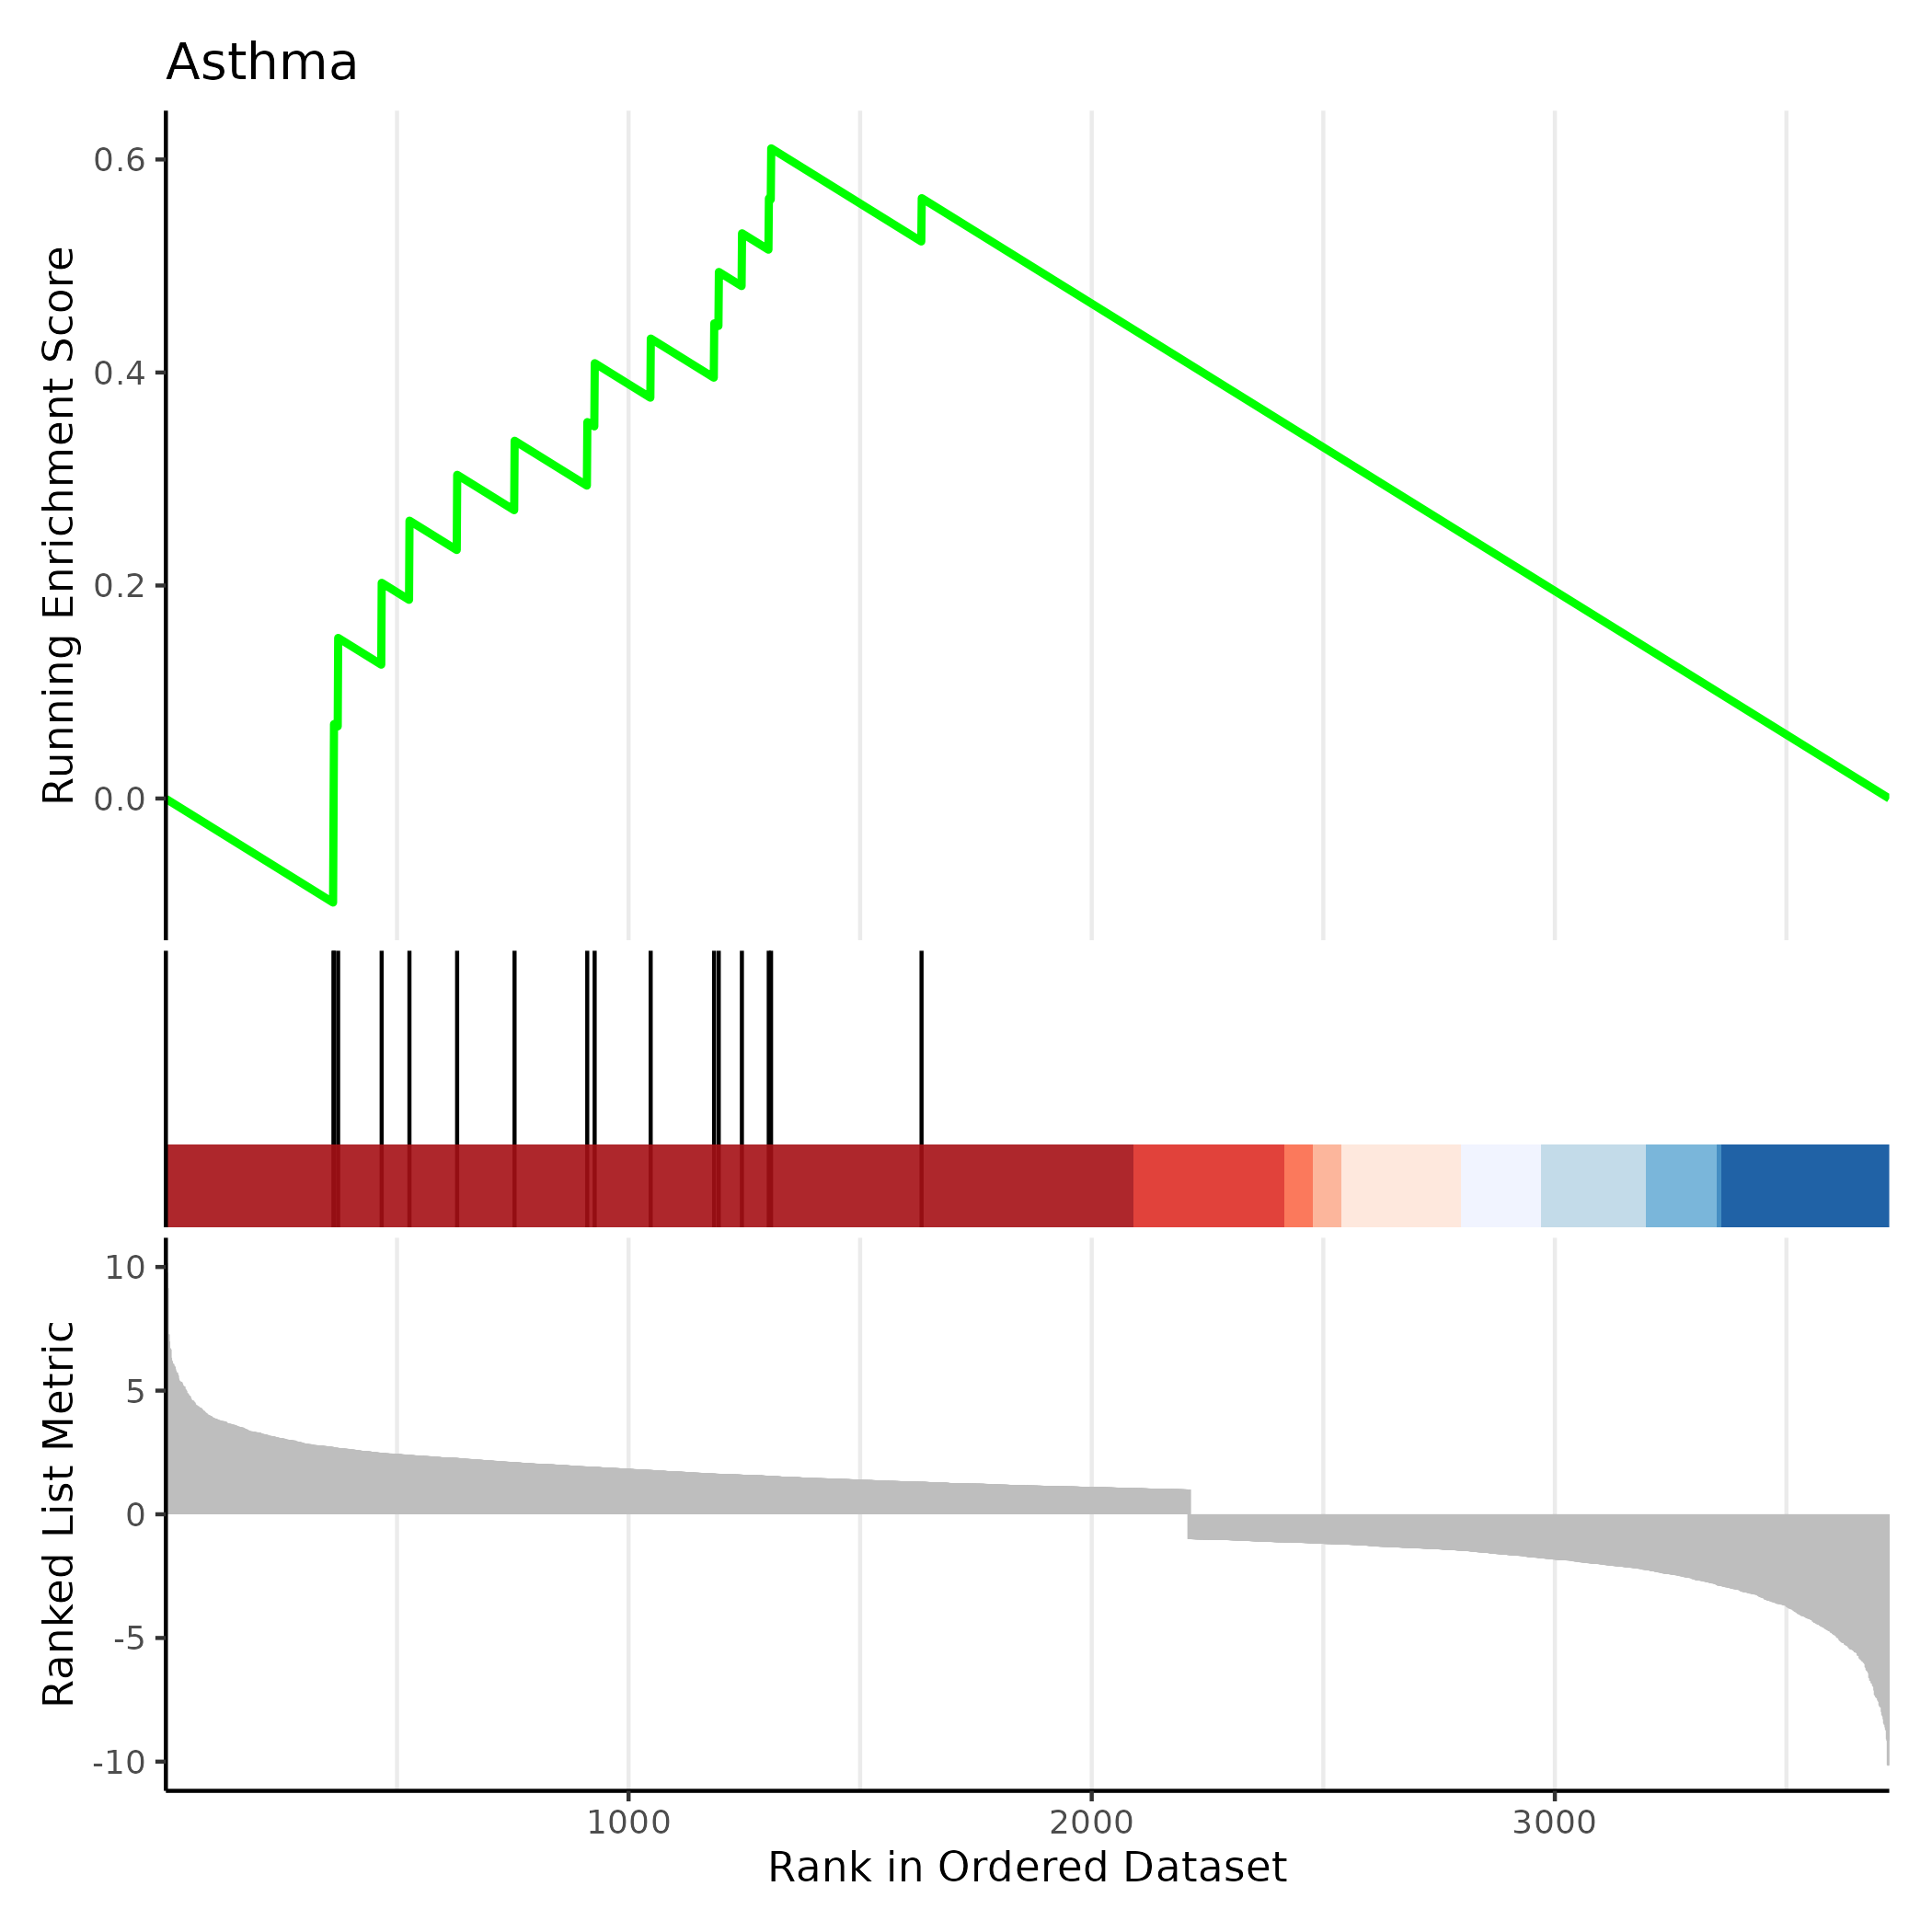 Asthma
Running Enrichment Score
0.6
0.4
0.2
0.0
Ranked List Metric
10
5
0
-5
-10
1000 2000 3000
Rank in Ordered Dataset